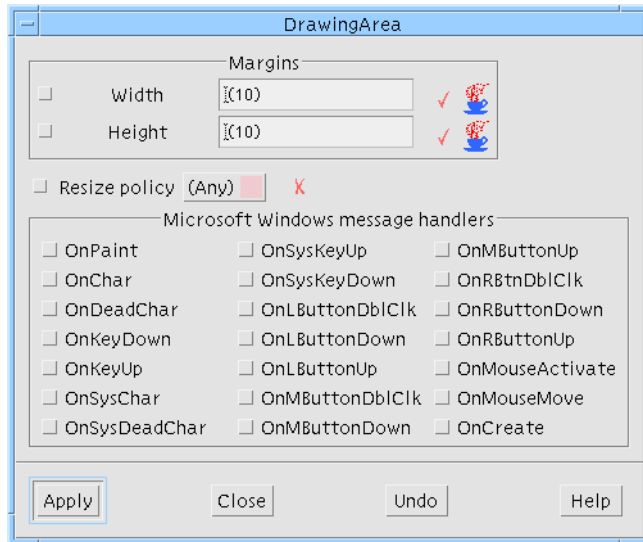 DrawingArea
Margins
Width (10)
Height (10)
Resize policy (Any)
Microsoft Windows message handlers
OnPaint OnSysKeyUp OnMButtonUp
OnChar OnSysKeyDown OnRBtnDblClk
OnDeadChar OnLButtonDblClk OnRButtonDown
OnKeyDown OnLButtonDown OnRButtonUp
OnKeyUp OnLButtonUp OnMouseActivate
OnSysChar OnMButtonDblClk OnMouseMove
OnSysDeadChar OnMButtonDown OnCreate
Apply Close Undo Help